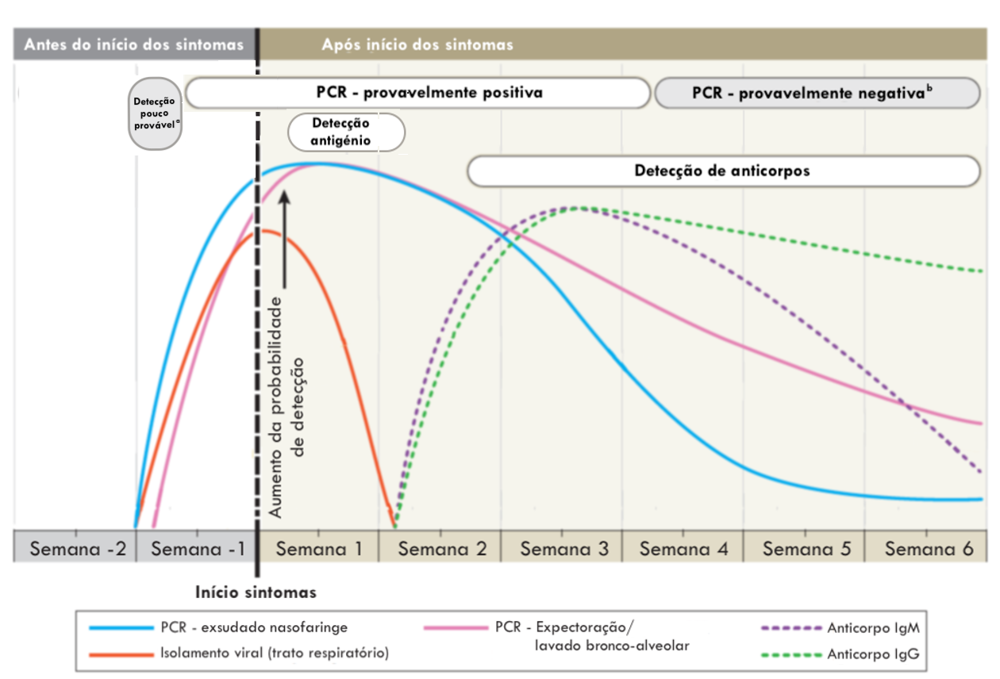 Antes do início dos sintomas
Após início dos sintomas
Detecção
pouco
provávelª
PCR - provavelmente positiva
PCR - provavelmente negativaᵇ
Detecção
antigénio
Detecção de anticorpos
Aumento da probabilidade
de detecção
Semana -2
Semana -1
Semana 1
Semana 2
Semana 3
Semana 4
Semana 5
Semana 6
Início sintomas
PCR - exsudado nasofaringe
Isolamento viral (trato respiratório)
PCR - Expectoração/
lavado bronco-alveolar
Anticorpo IgM
Anticorpo IgG